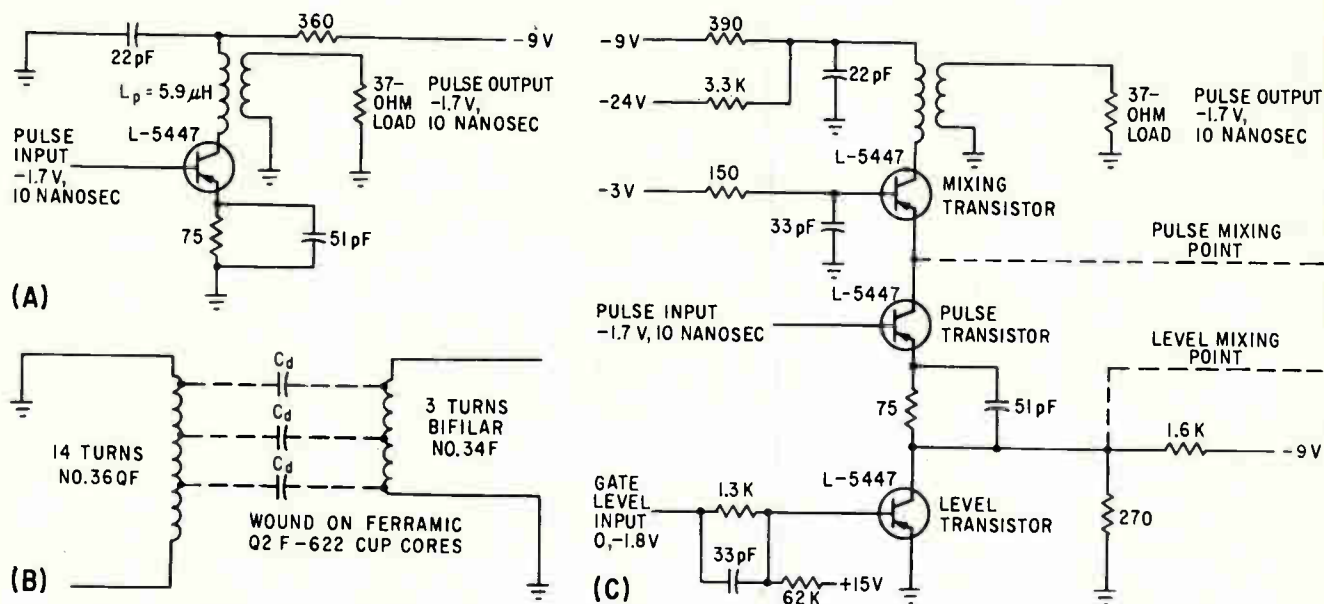 22pF
360
-9V
Lp = 5.9 μH
37-
OHM
LOAD
PULSE OUTPUT
-1.7V,
10 NANOSEC
L-5447
PULSE
INPUT
-1.7 V,
10 NANOSEC
75
51pF
(A)
Cd
Cd
Cd
14 TURNS
NO.36QF
3 TURNS
BIFILAR
NO.34F
WOUND ON FERRAMIC
Q2 F-622 CUP CORES
(B)
-9V
390
22pF
-24V
3.3 K
37-
OHM
LOAD
PULSE OUTPUT
-1.7V,
10 NANOSEC
L-5447
-3V
150
MIXING
TRANSISTOR
33pF
PULSE MIXING
POINT
L-5447
PULSE INPUT
-1.7 V, 10 NANOSEC
PULSE
TRANSISTOR
LEVEL MIXING
POINT
75
51pF
1.6K
-9V
GATE
LEVEL
INPUT
0,-1.8V
1.3K
L-5447
LEVEL
TRANSISTOR
270
33pF
62K
+15V
(C)